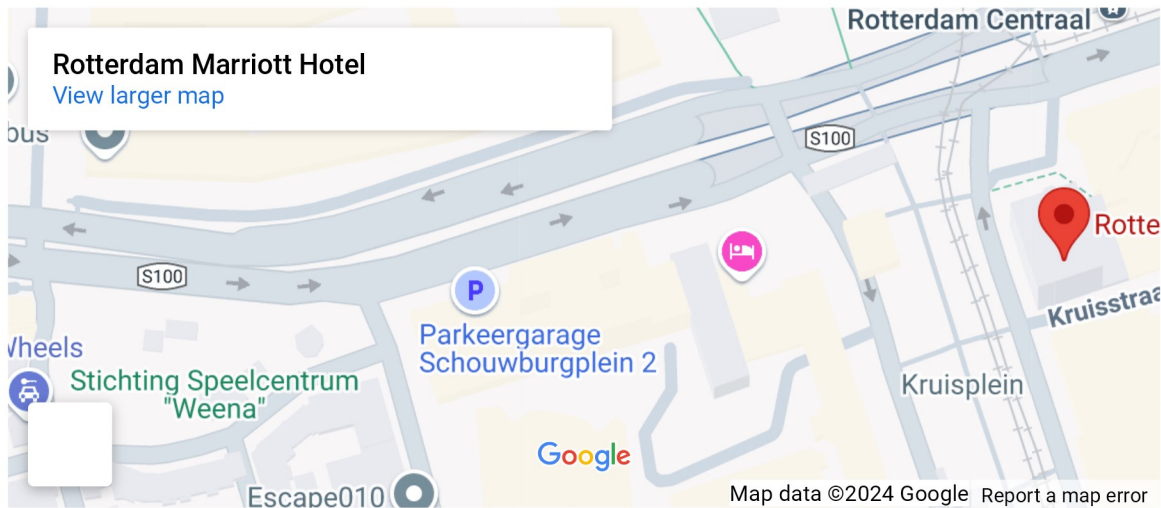 Rotterdam Centraal
Rotterdam Marriott Hotel
View larger map
bus
S100
Rotte
S100
P
Kruisstraa
Parkeergarage
Schouwburgplein 2
Wheels
Stichting Speelcentrum
"Weena"
Kruisplein
Google
Escape010
Map data ©2024 Google
Report a map error